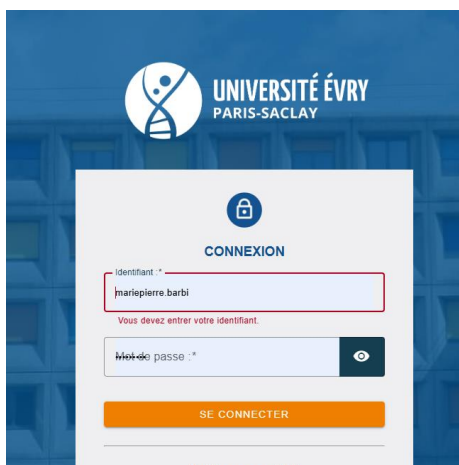 UNIVERSITÉ ÉVRY
PARIS-SACLAY
CONNEXION
Identifiant :*
mariepierre.barbi
Vous devez entrer votre identifiant.
Mot de passe :*
SE CONNECTER